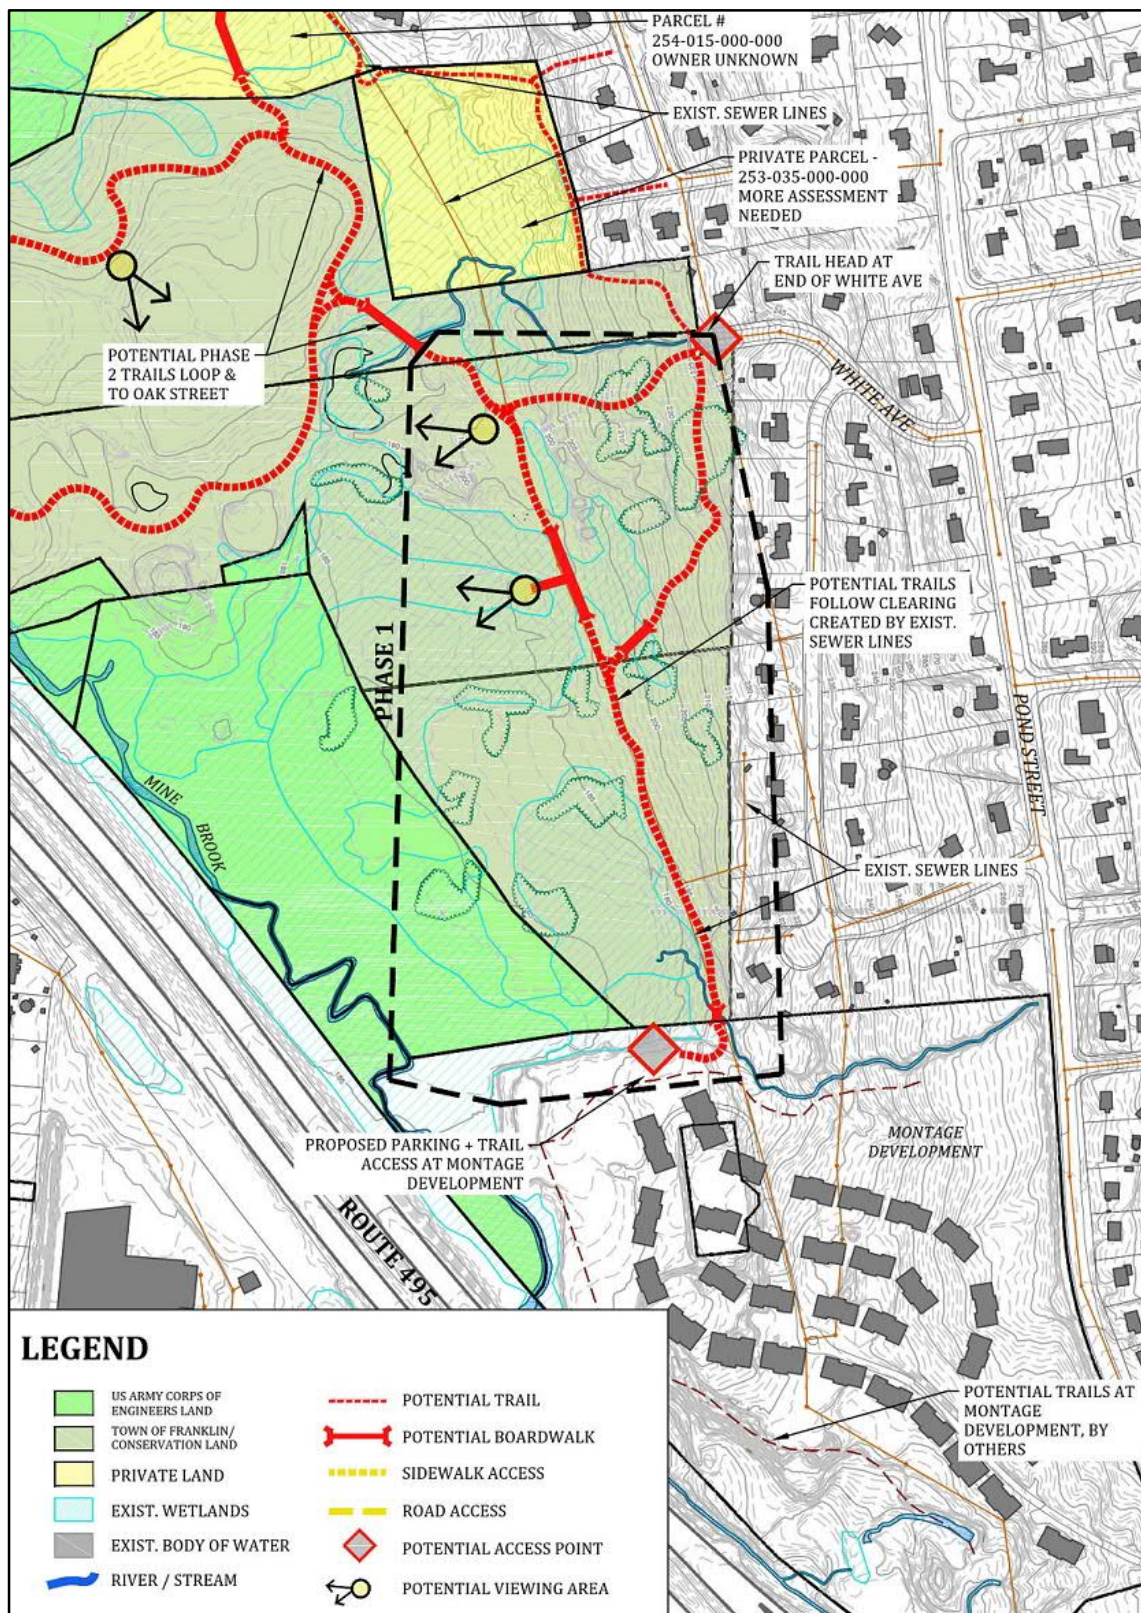 PARCEL #
254-015-000-000
OWNER UNKNOWN
EXIST. SEWER LINES
PRIVATE PARCEL -
253-035-000-000
MORE ASSESSMENT
NEEDED
TRAIL HEAD AT
END OF WHITE AVE
POTENTIAL PHASE
2 TRAILS LOOP &
TO OAK STREET
WHITE AVE
POTENTIAL TRAILS
FOLLOW CLEARING
CREATED BY EXIST.
SEWER LINES
PHASE 1
POND STREET
MINE
BROOK
EXIST. SEWER LINES
PROPOSED PARKING + TRAIL
ACCESS AT MONTAGE
DEVELOPMENT
MONTAGE
DEVELOPMENT
ROUTE 495
POTENTIAL TRAILS AT
MONTAGE
DEVELOPMENT, BY
OTHERS
LEGEND
US ARMY CORPS OF
ENGINEERS LAND
TOWN OF FRANKLIN/
CONSERVATION LAND
PRIVATE LAND
EXIST. WETLANDS
EXIST. BODY OF WATER
RIVER / STREAM
POTENTIAL TRAIL
POTENTIAL BOARDWALK
SIDEWALK ACCESS
ROAD ACCESS
POTENTIAL ACCESS POINT
POTENTIAL VIEWING AREA